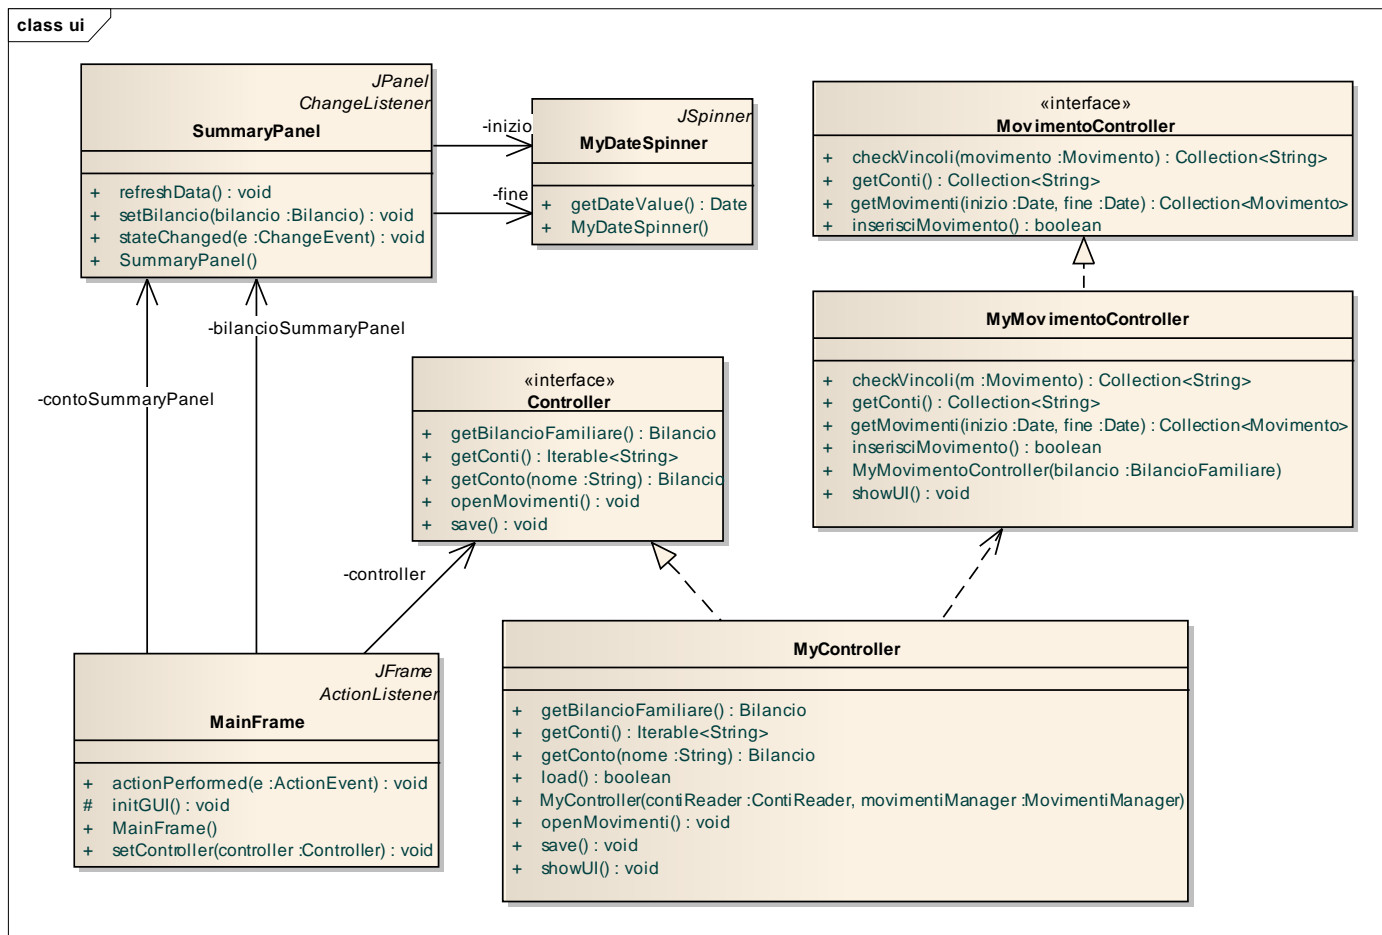 class ui
JPanel
ChangeListener
SummaryPanel
+ refreshData() : void
+ setBilancio(bilancio :Bilancio) : void
+ stateChanged(e :ChangeEvent) : void
+ SummaryPanel()
-inizio
-fine
JSpinner
MyDateSpinner
+ getDateValue() : Date
+ MyDateSpinner()
«interface»
MovimentoController
+ checkVincoli(movimento :Movimento) : Collection<String>
+ getConti() : Collection<String>
+ getMovimenti(inizio :Date, fine :Date) : Collection<Movimento>
+ inserisciMovimento() : boolean
MyMovimentoController
+ checkVincoli(m :Movimento) : Collection<String>
+ getConti() : Collection<String>
+ getMovimenti(inizio :Date, fine :Date) : Collection<Movimento>
+ inserisciMovimento() : boolean
+ MyMovimentoController(bilancio :BilancioFamiliare)
+ showUI() : void
-bilancioSummaryPanel
-contoSummaryPanel
«interface»
Controller
+ getBilancioFamiliare() : Bilancio
+ getConti() : Iterable<String>
+ getConto(nome :String) : Bilancio
+ openMovimenti() : void
+ save() : void
-controller
JFrame
ActionListener
MainFrame
+ actionPerformed(e :ActionEvent) : void
# initGUI() : void
+ MainFrame()
+ setController(controller :Controller) : void
MyController
+ getBilancioFamiliare() : Bilancio
+ getConti() : Iterable<String>
+ getConto(nome :String) : Bilancio
+ load() : boolean
+ MyController(contiReader :ContiReader, movimentiManager :MovimentiManager)
+ openMovimenti() : void
+ save() : void
+ showUI() : void